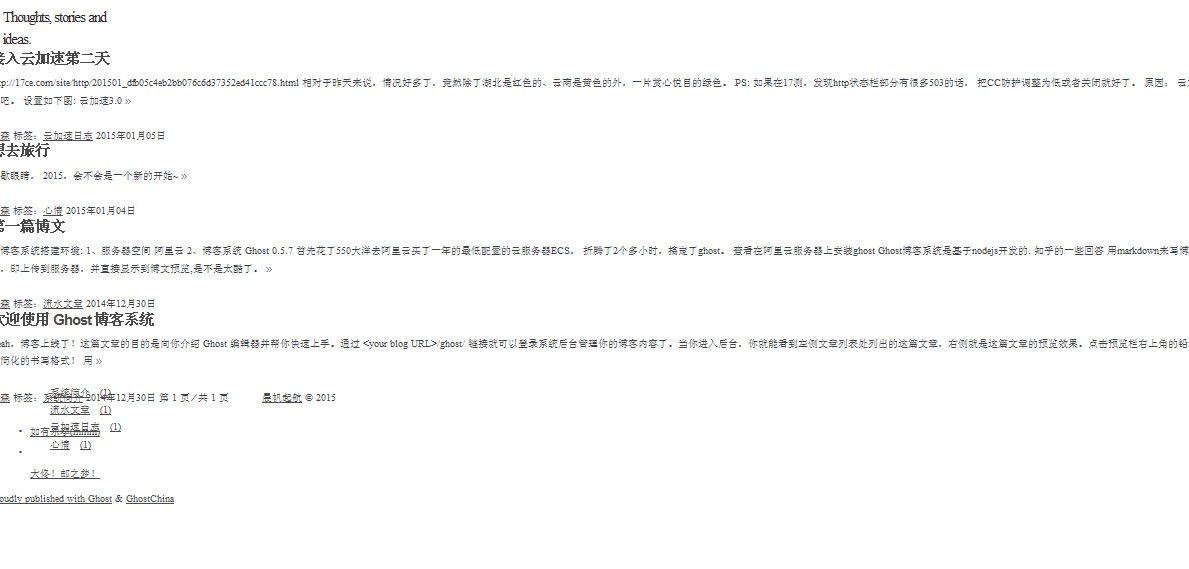 Thoughts, stories and
ideas.
接入云加速第二天
tp://17ce.com/site/http/201501_dfb05c4eb2bb076c6d37352ed41ccc78.html 相对于昨天来说，情况好多了，竟然除了湖北是红色的、云南是黄色的外，一片赏心悦目的绿色。 PS: 如果在17测，发现http状态栏部分有很多503的话， 把CC防护调整为低或者关闭就好了。 原因： 云
吧。 设置如下图: 云加速3.0 »
森 标签：云加速日志 2015年01月05日
想去旅行
歇眼睛， 2015，会不会是一个新的开始~ »
森 标签：心情 2015年01月04日
第一篇博文
博客系统搭建环境: 1、服务器空间 阿里云 2、博客系统 Ghost 0.5.7 首先花了550大洋去阿里云买了一年的最低配置的云服务器ECS， 折腾了2个多小时，搞定了ghost。 查看在阿里云服务器上安装ghost Ghost博客系统是基于nodejs开发的. 知乎的一些回答 用markdown来写博
，即上传到服务器，并直接显示到博文预览,是不是太酷了。 »
森 标签：流水文章 2014年12月30日
欢迎使用 Ghost 博客系统
eah，博客上线了！这篇文章的目的是向你介绍 Ghost 编辑器并帮你快速上手。通过 <your blog URL>/ghost/ 链接就可以登录系统后台管理你的博客内容了。当你进入后台，你就能看到左侧文章列表处列出的这篇文章，右侧就是这篇文章的预览效果。点击预览栏右上角的铅
简化的书写格式！ 用 »
森 标签：系统简介 2014年12月30日 第 1 页／共 1 页 晨机起航 © 2015
系统简介 (1)
流水文章 (1)
云加速日志 (1)
心情 (1)
oudly published with Ghost & GhostChina